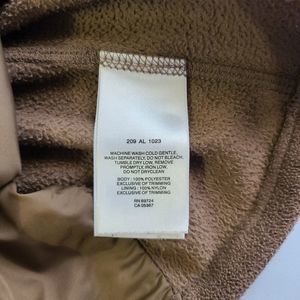 209 AL 1023
MACHINE WASH COLD GENTLE,
WASH SEPARATELY, DO NOT BLEACH,
TUMBLE DRY LOW, REMOVE
PROMPTLY, IRON LOW,
DO NOT DRYCLEAN
BODY : 100% POLYESTER
EXCLUSIVE OF TRIMMING
LINING : 100% NYLON
EXCLUSIVE OF TRIMMING
RN 69724
CA 05367